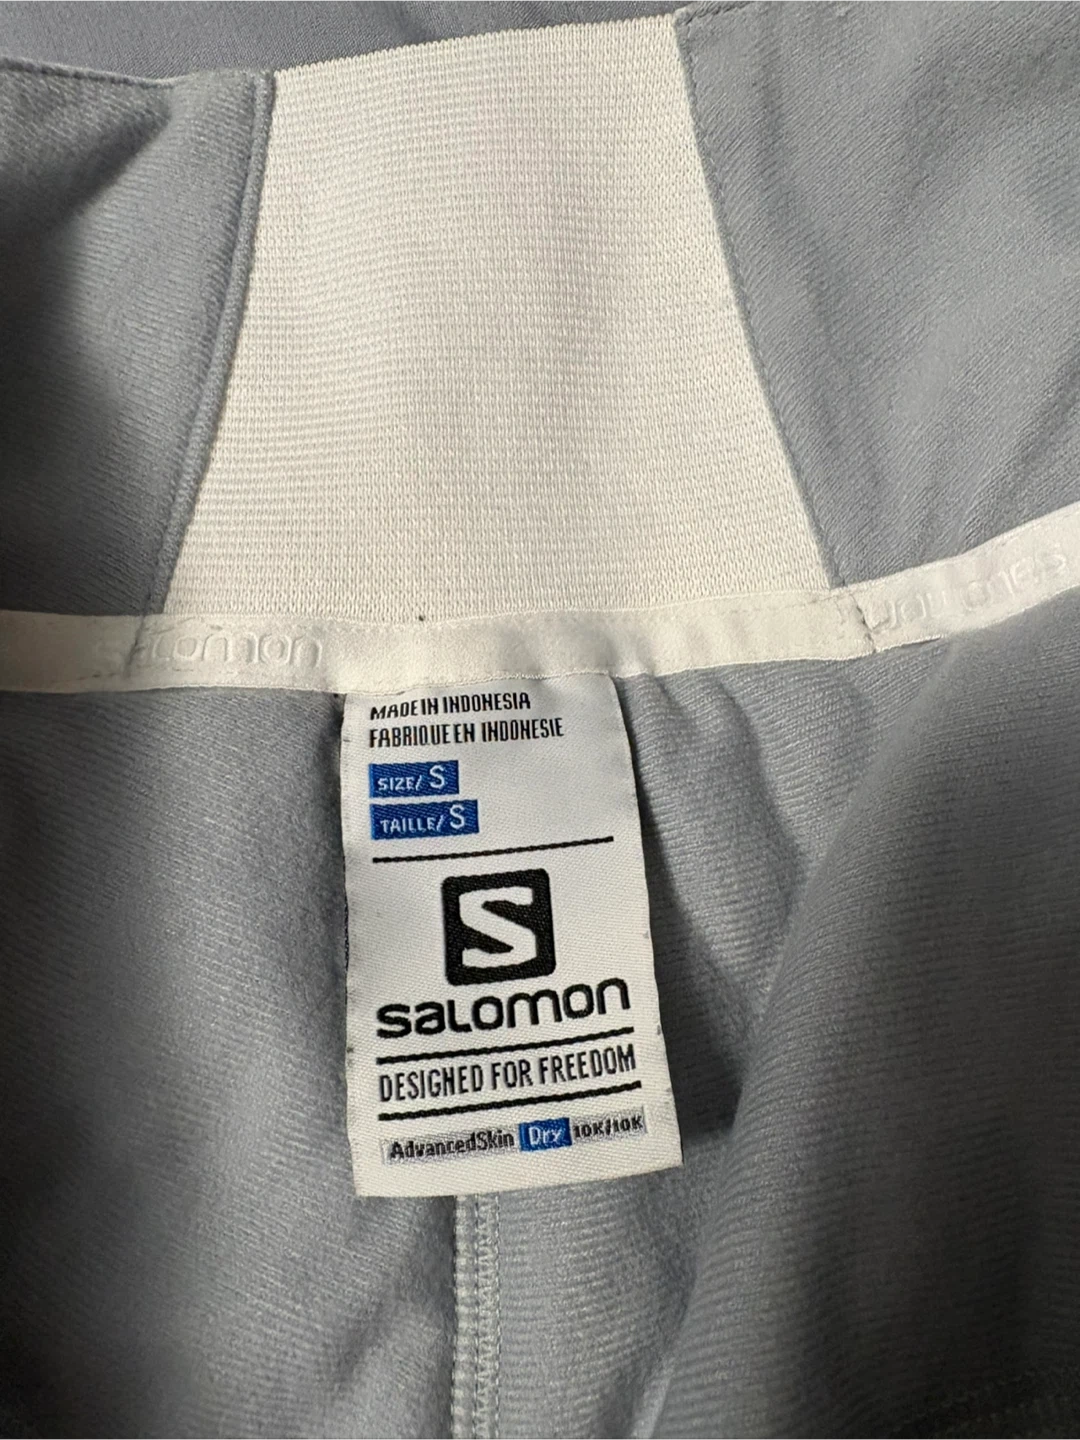 salomon
MADE IN INDONESIA
FABRIQUE EN INDONESIE
SIZE/ S
TAILLE/ S
S
salomon
DESIGNED FOR FREEDOM
AdvancedSkin Dry 10K/10K